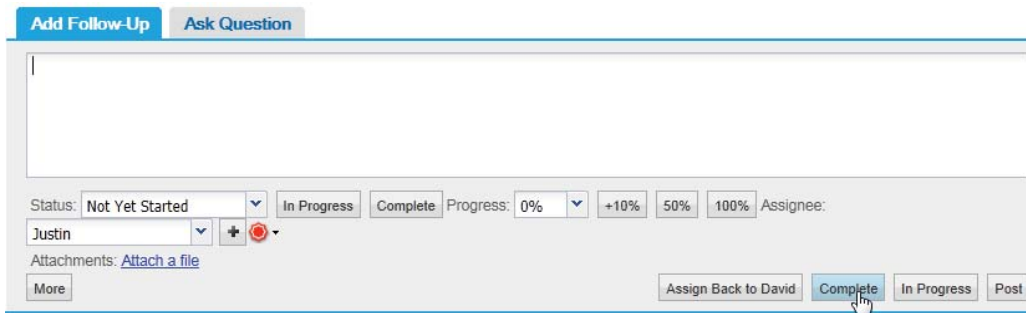 Add Follow-Up Ask Question
Status: Not Yet Started In Progress Complete Progress: 0% +10% 50% 100% Assignee:
Justin +
Attachments: Attach a file
More Assign Back to David Complete In Progress Post